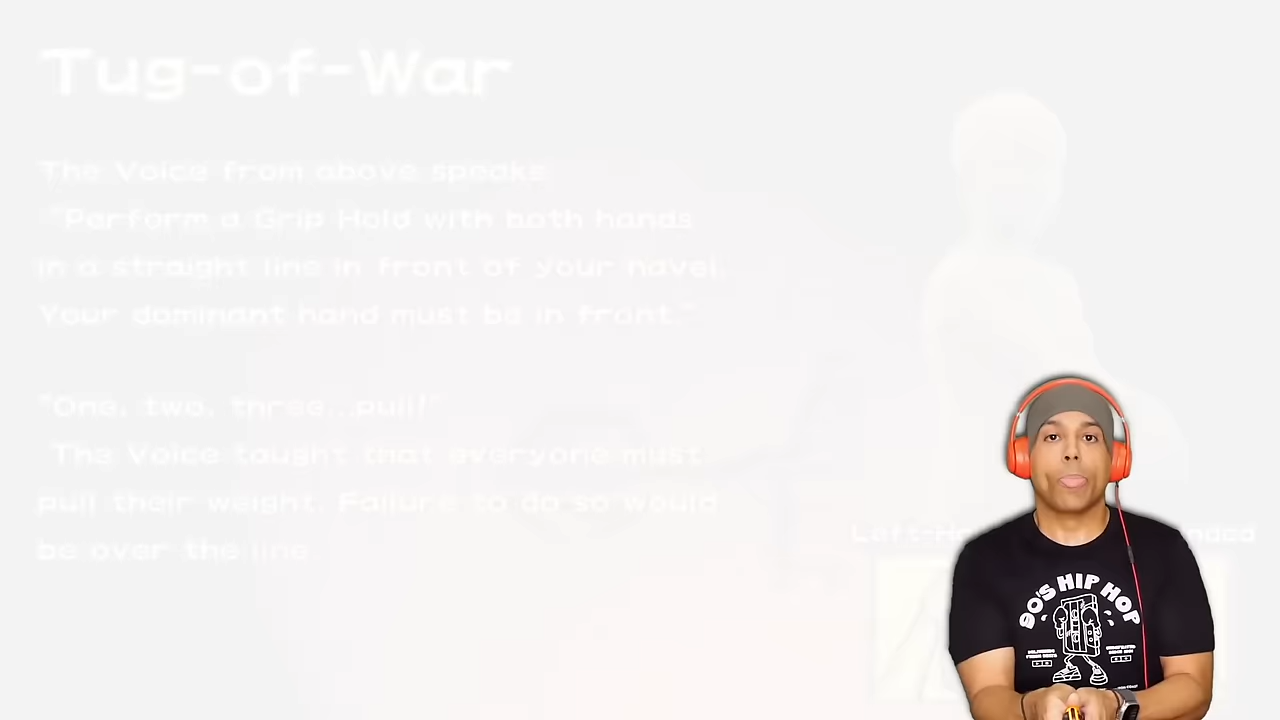 Tug-of-War
The Voice from above speaks:
"Perform a Grip Hold with both hands
in a straight line in front of your navel.
Your dominant hand must be in front."
"One, two, three...pull!"
The Voice taught that everyone must
pull their weight. Failure to do so would
be over the line.
90'S HIP HOP